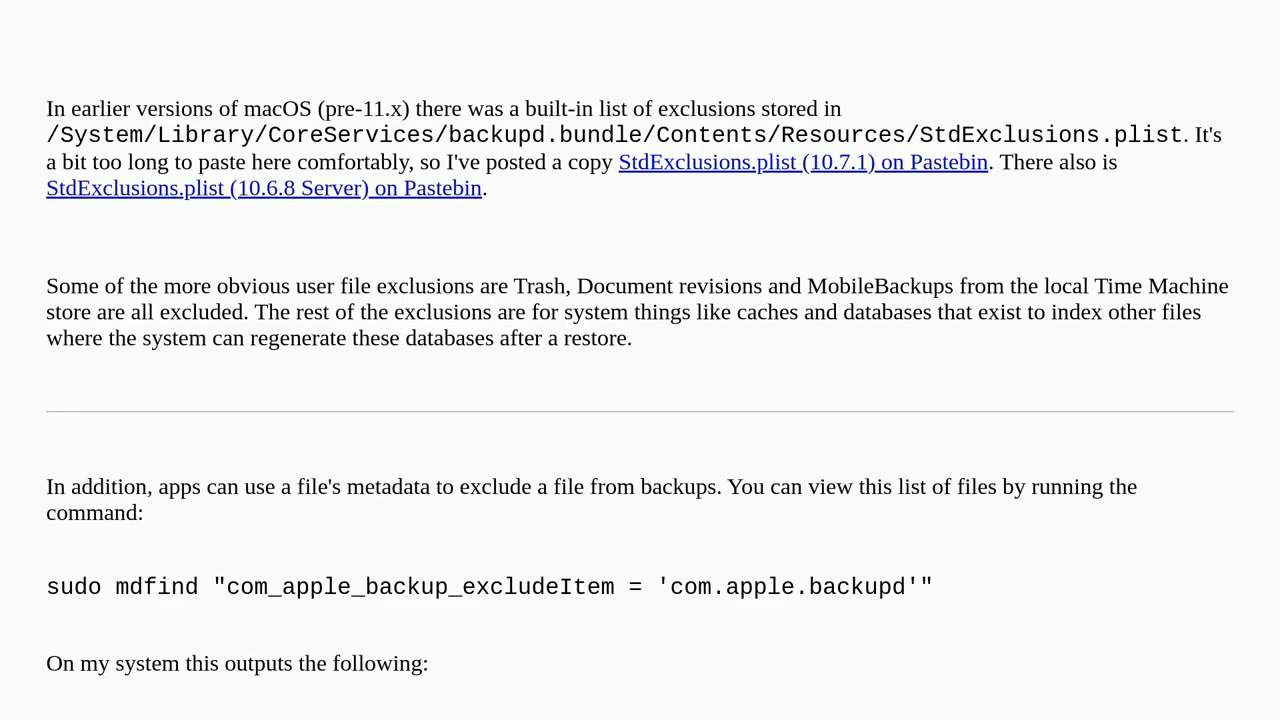 In earlier versions of macOS (pre-11.x) there was a built-in list of exclusions stored in
/System/Library/CoreServices/backupd.bundle/Contents/Resources/StdExclusions.plist. It's
a bit too long to paste here comfortably, so I've posted a copy StdExclusions.plist (10.7.1) on Pastebin. There also is
StdExclusions.plist (10.6.8 Server) on Pastebin.
Some of the more obvious user file exclusions are Trash, Document revisions and MobileBackups from the local Time Machine
store are all excluded. The rest of the exclusions are for system things like caches and databases that exist to index other files
where the system can regenerate these databases after a restore.
In addition, apps can use a file's metadata to exclude a file from backups. You can view this list of files by running the
command:
sudo mdfind "com_apple_backup_excludeItem = 'com.apple.backupd'"
On my system this outputs the following: